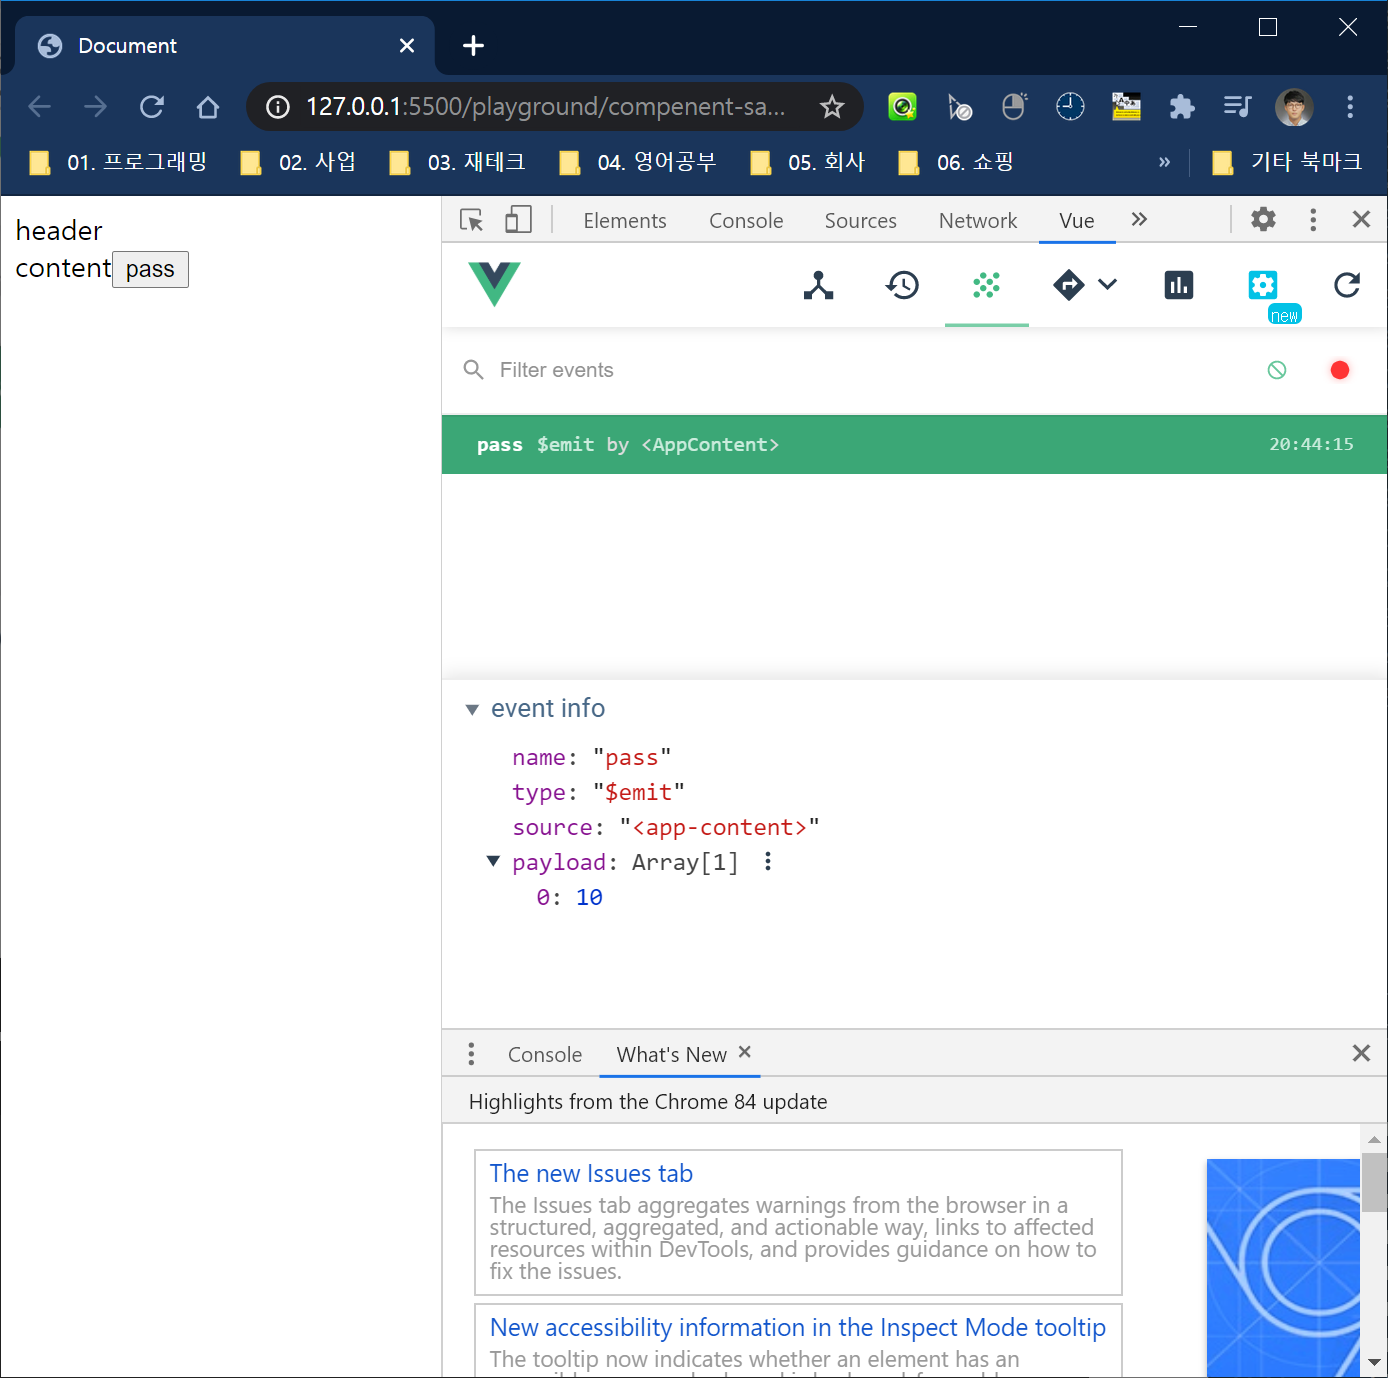 Document
127.0.0.1:5500/playground/compenent-sa...
01. 프로그래밍 02. 사업 03. 재테크 04. 영어공부 05. 회사 06. 쇼핑 » 기타 북마크
header
content pass
Elements Console Sources Network Vue
new
Filter events
pass $emit by <AppContent> 20:44:15
event info
name: "pass"
type: "$emit"
source: "<app-content>"
payload: Array[1]
0: 10
Console What's New
Highlights from the Chrome 84 update
The new Issues tab
The Issues tab aggregates warnings from the browser in a
structured, aggregated, and actionable way, links to affected
resources within DevTools, and provides guidance on how to
fix the issues.
New accessibility information in the Inspect Mode tooltip
The tooltip now indicates whether an element has an